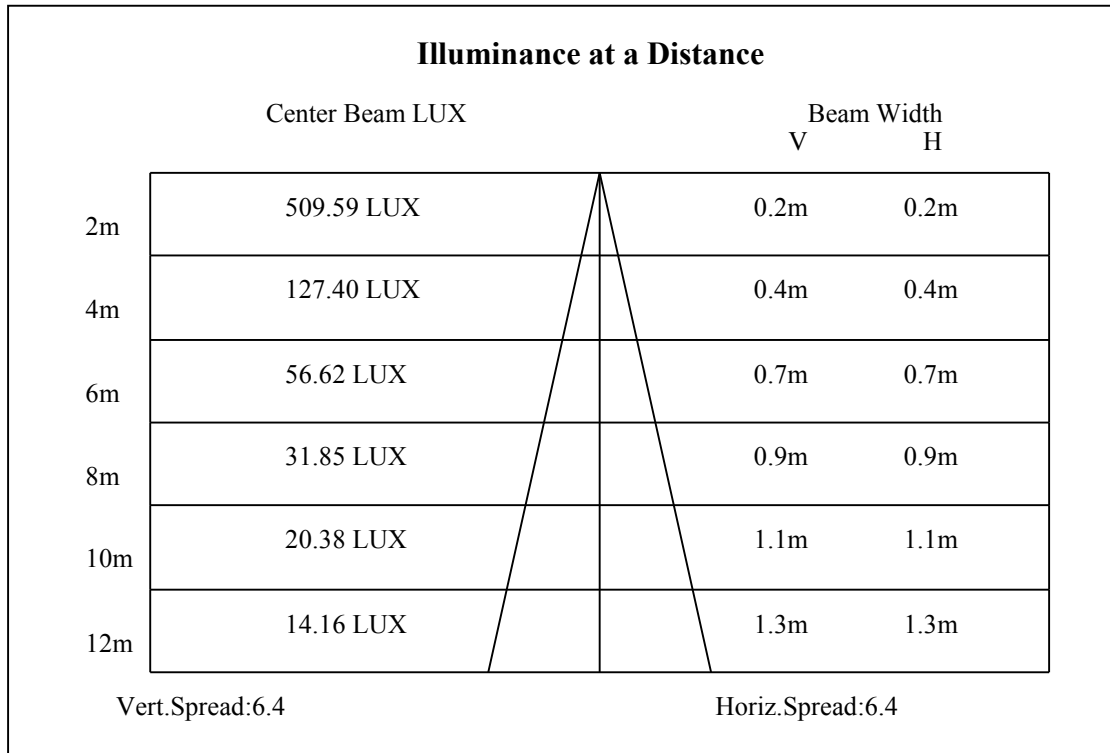 Illuminance at a Distance
Center Beam LUX Beam Width
V H
2m 509.59 LUX 0.2m 0.2m
4m 127.40 LUX 0.4m 0.4m
6m 56.62 LUX 0.7m 0.7m
8m 31.85 LUX 0.9m 0.9m
10m 20.38 LUX 1.1m 1.1m
12m 14.16 LUX 1.3m 1.3m
Vert.Spread:6.4 Horiz.Spread:6.4